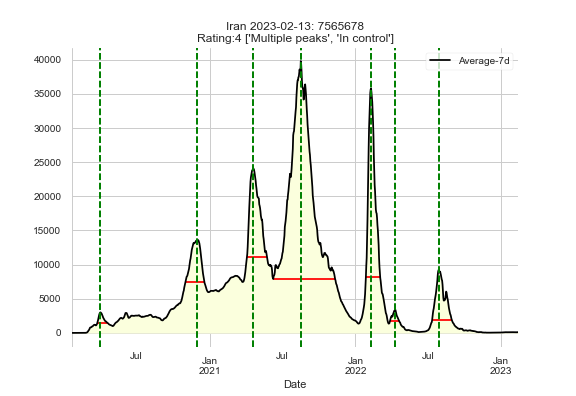 Iran 2023-02-13: 7565678
Rating:4 ['Multiple peaks', 'In control']
Average-7d
40000
35000
30000
25000
20000
15000
10000
5000
0
Jul
Jan
2021
Jul
Jan
2022
Jul
Jan
2023
Date